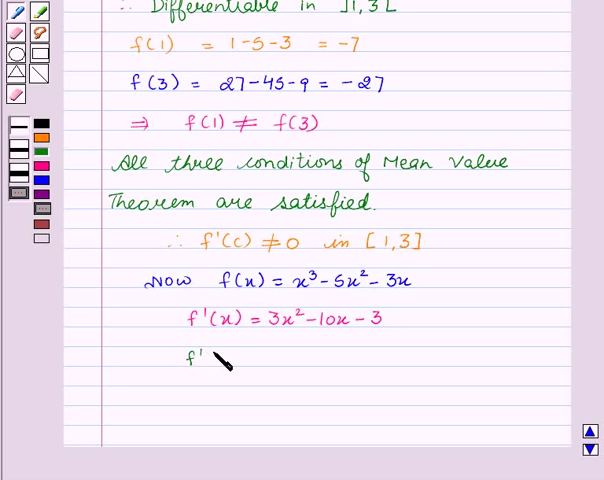 ∴ Differentiable in ]1,3[
f(1) = 1-5-3 = -7
f(3) = 27-45-9 = -27
⇒ f(1) ≠ f(3)
All three conditions of Mean Value
Theorem are satisfied.
∴ f'(c) ≠ 0 in [1,3]
Now f(x) = x³-5x²-3x
f'(x) = 3x²-10x-3
f'